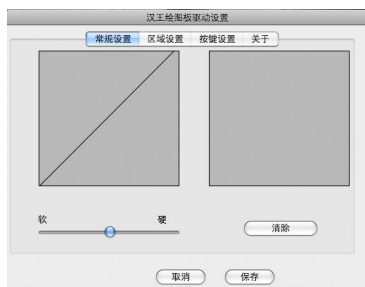 汉王绘图板驱动设置
常规设置 区域设置 按键设置 关于
软 硬
清除
取消 保存